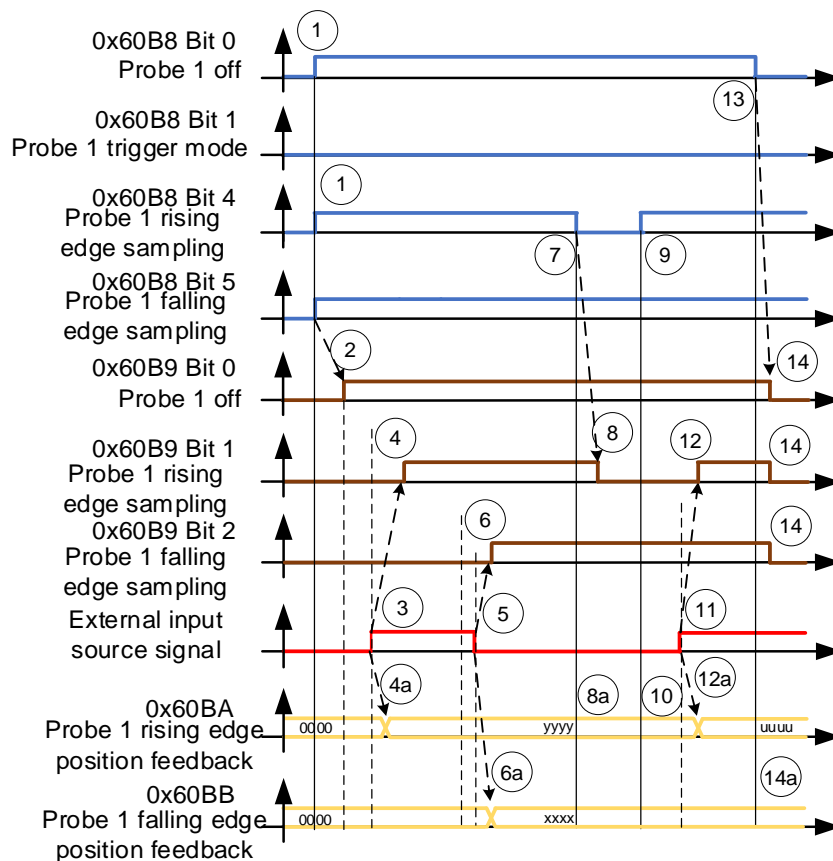 0x60B8 Bit 0
Probe 1 off
1
13
0x60B8 Bit 1
Probe 1 trigger mode
0x60B8 Bit 4
Probe 1 rising
edge sampling
1
7
9
0x60B8 Bit 5
Probe 1 falling
edge sampling
2
0x60B9 Bit 0
Probe 1 off
14
0x60B9 Bit 1
Probe 1 rising
edge sampling
4
8
12
14
0x60B9 Bit 2
Probe 1 falling
edge sampling
6
14
External input
source signal
3
5
11
4a
8a
10
12a
0x60BA
Probe 1 rising edge
position feedback
0000
yyyy
uuuu
6a
14a
0x60BB
Probe 1 falling edge
position feedback
0000
xxxx